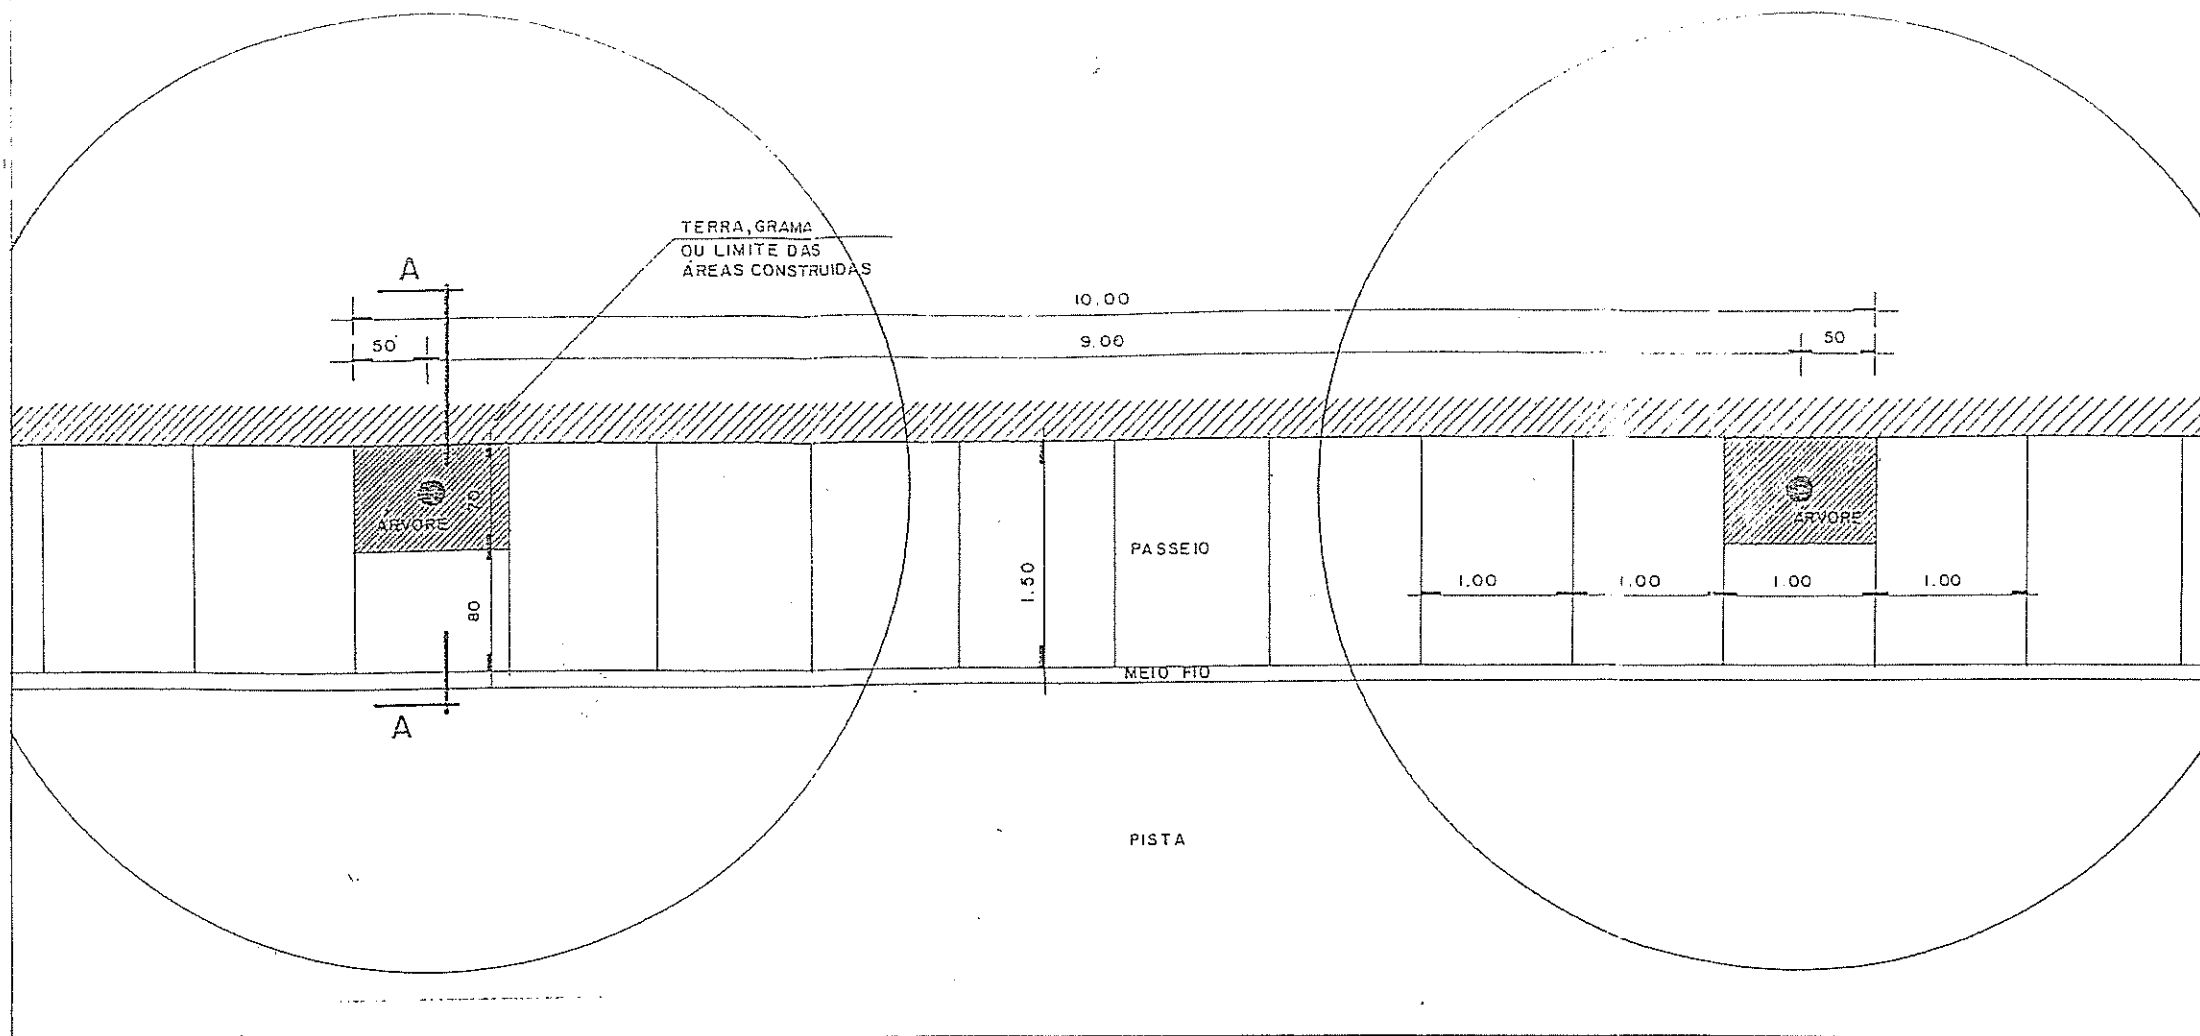 TERRA, GRAMA
OU LIMITE DAS
ÁREAS CONSTRUIDAS
A
10.00
50
9.00
50
ÁRVORE
70
ÁRVORE
PASSEIO
1.50
1.00
1.00
1.00
1.00
80
MEIO FIO
A
PISTA